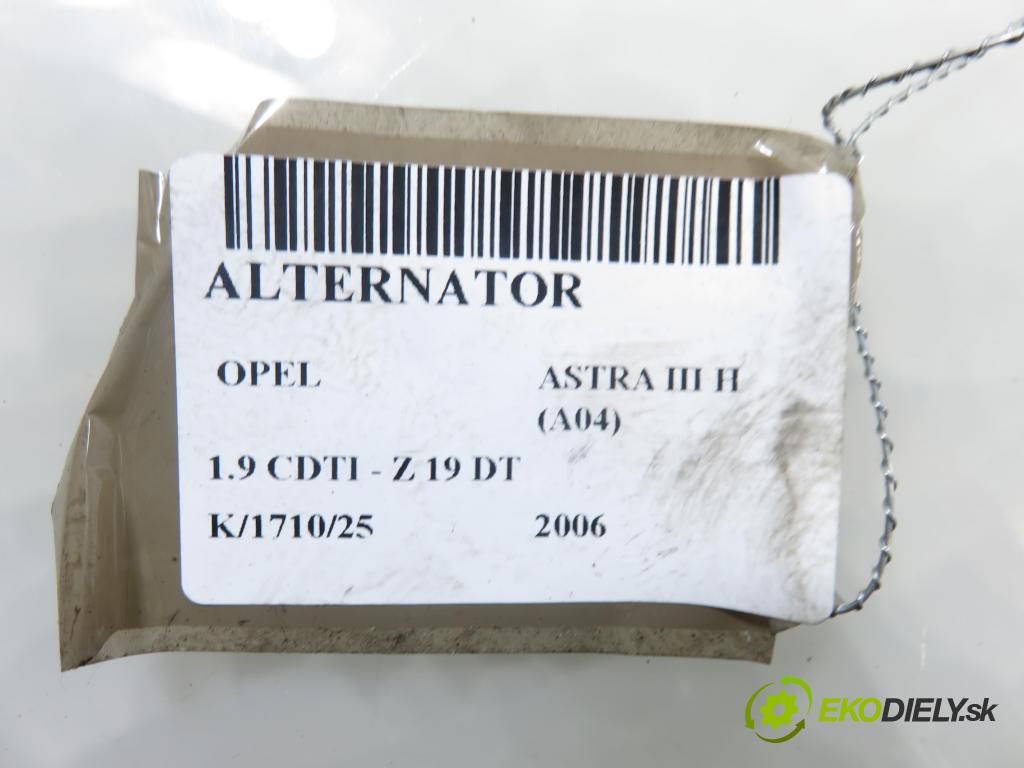 ALTERNATOR
OPEL ASTRA III H
(A04)
1.9 CDTI - Z 19 DT
K/1710/25 2006
EKODIELY.sk